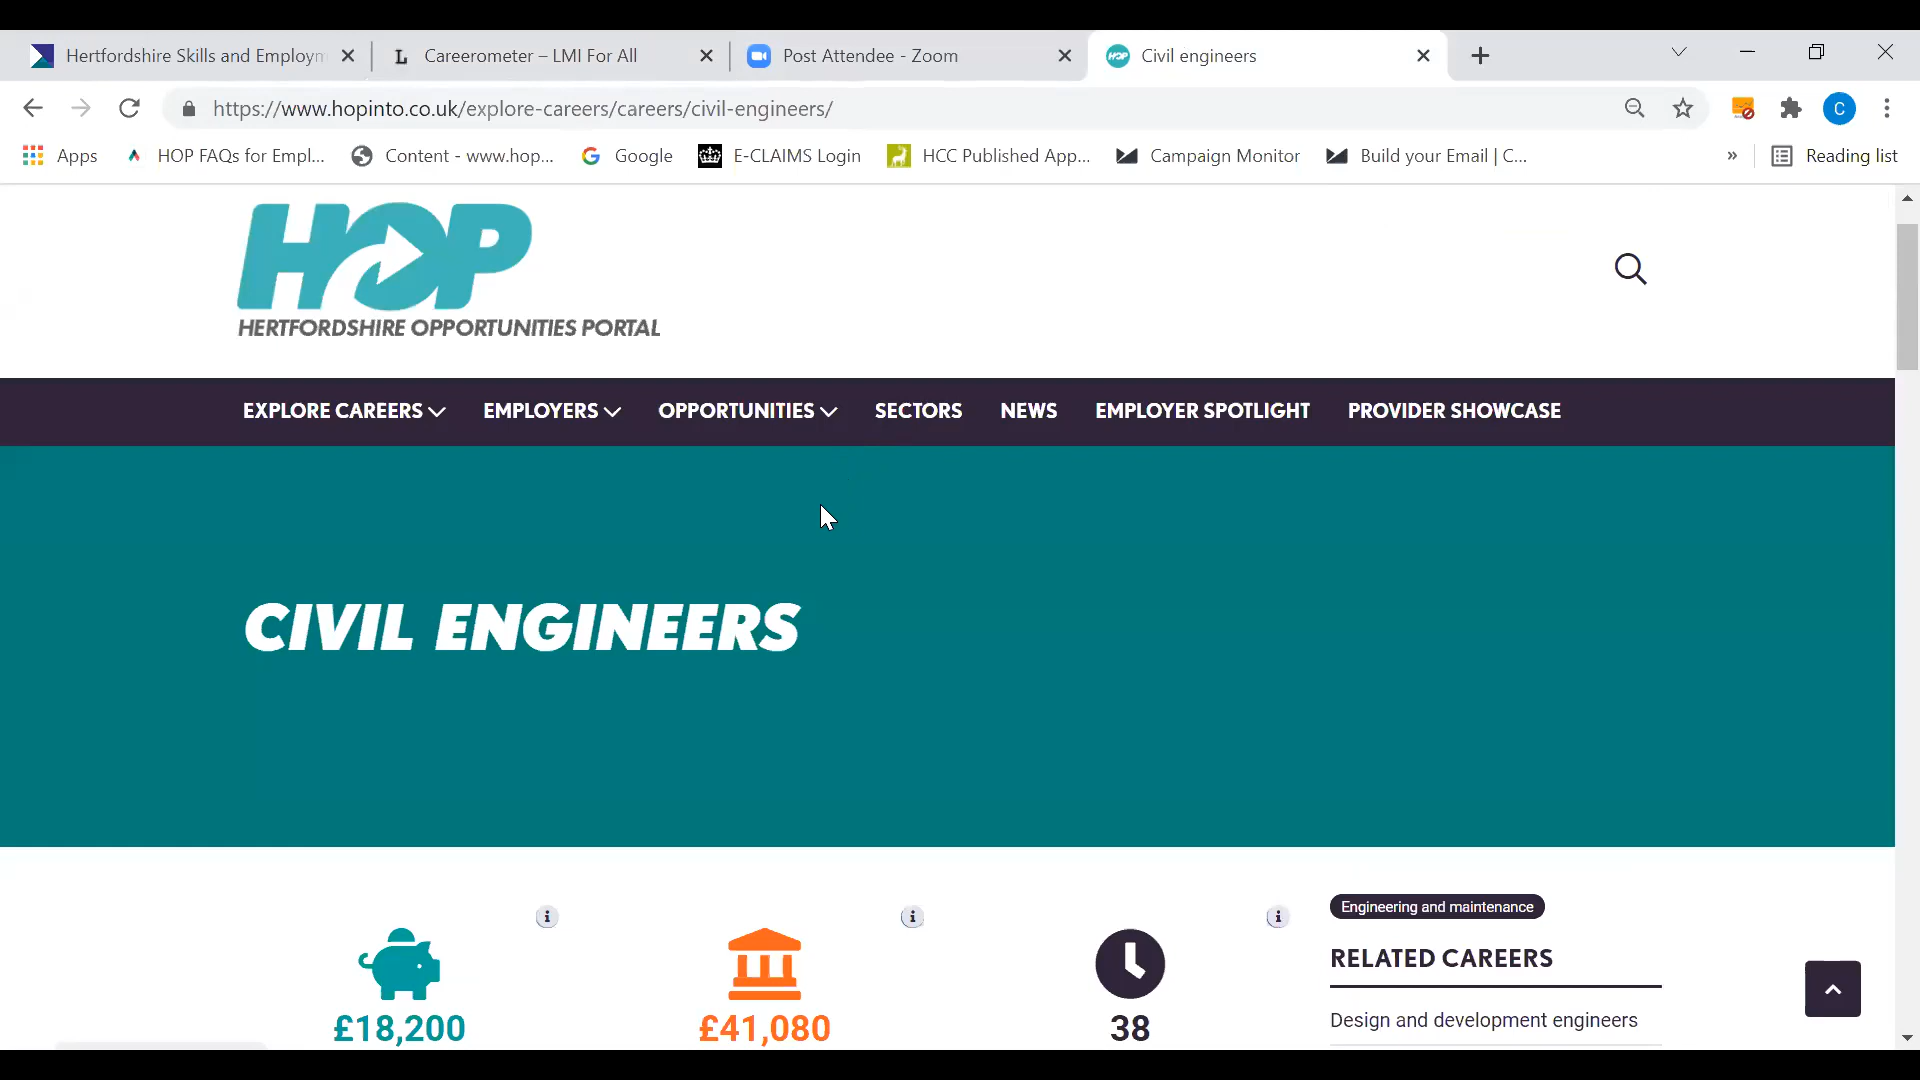 Hertfordshire Skills and Employm
Careerometer – LMI For All
Post Attendee - Zoom
HOP Civil engineers
https://www.hopinto.co.uk/explore-careers/careers/civil-engineers/
C
Apps
HOP FAQs for Empl...
Content - www.hop...
Google
E-CLAIMS Login
HCC Published App...
Campaign Monitor
Build your Email | C...
»
Reading list
HOP
HERTFORDSHIRE OPPORTUNITIES PORTAL
EXPLORE CAREERS
EMPLOYERS
OPPORTUNITIES
SECTORS
NEWS
EMPLOYER SPOTLIGHT
PROVIDER SHOWCASE
CIVIL ENGINEERS
i
i
i
£18,200
£41,080
38
Engineering and maintenance
RELATED CAREERS
Design and development engineers